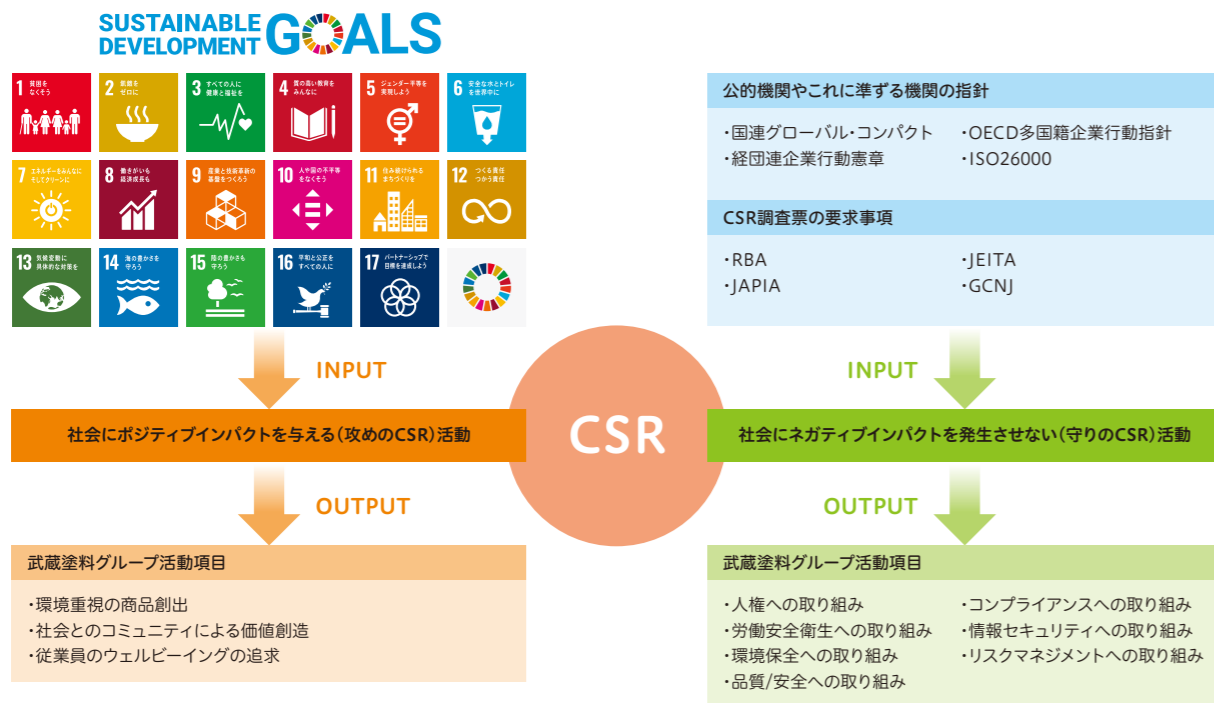 SUSTAINABLE
DEVELOPMENT
GOALS
1 貧困を
なくそう
2 飢餓を
ゼロに
3 すべての人に
健康と福祉を
4 質の高い教育を
みんなに
5 ジェンダー平等を
実現しよう
6 安全な水とトイレ
を世界中に
7 エネルギーをみんなに
そしてクリーンに
8 働きがいも
経済成長も
9 産業と技術革新の
基盤をつくろう
10 人や国の不平等
をなくそう
11 住み続けられる
まちづくりを
12 つくる責任
つかう責任
13 気候変動に
具体的な対策を
14 海の豊かさを
守ろう
15 陸の豊かさも
守ろう
16 平和と公正を
すべての人に
17 パートナーシップで
目標を達成しよう
公的機関やこれに準ずる機関の指針
・国連グローバル・コンパクト
・経団連企業行動憲章
・OECD多国籍企業行動指針
・ISO26000
CSR調査票の要求事項
・RBA
・JAPIA
・JEITA
・GCNJ
INPUT
INPUT
社会にポジティブインパクトを与える（攻めのCSR）活動
CSR
社会にネガティブインパクトを発生させない（守りのCSR）活動
OUTPUT
OUTPUT
武蔵塗料グループ活動項目
・環境重視の商品創出
・社会とのコミュニティによる価値創造
・従業員のウェルビーイングの追求
武蔵塗料グループ活動項目
・人権への取り組み
・労働安全衛生への取り組み
・環境保全への取り組み
・品質/安全への取り組み
・コンプライアンスへの取り組み
・情報セキュリティへの取り組み
・リスクマネジメントへの取り組み